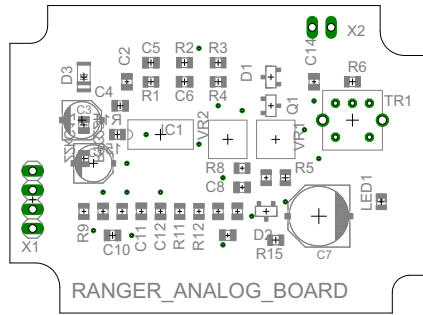 X2
C14
C5 R2 R3
C2
D3
D1
R6
R1 C6 R4
C4
TR1
Q1
C3
IC1
VR2
VR1
R8
R5
C8
LED1
X1
R9
C10
C11
C12
R11
R12
D2
R15
C7
RANGER_ANALOG_BOARD